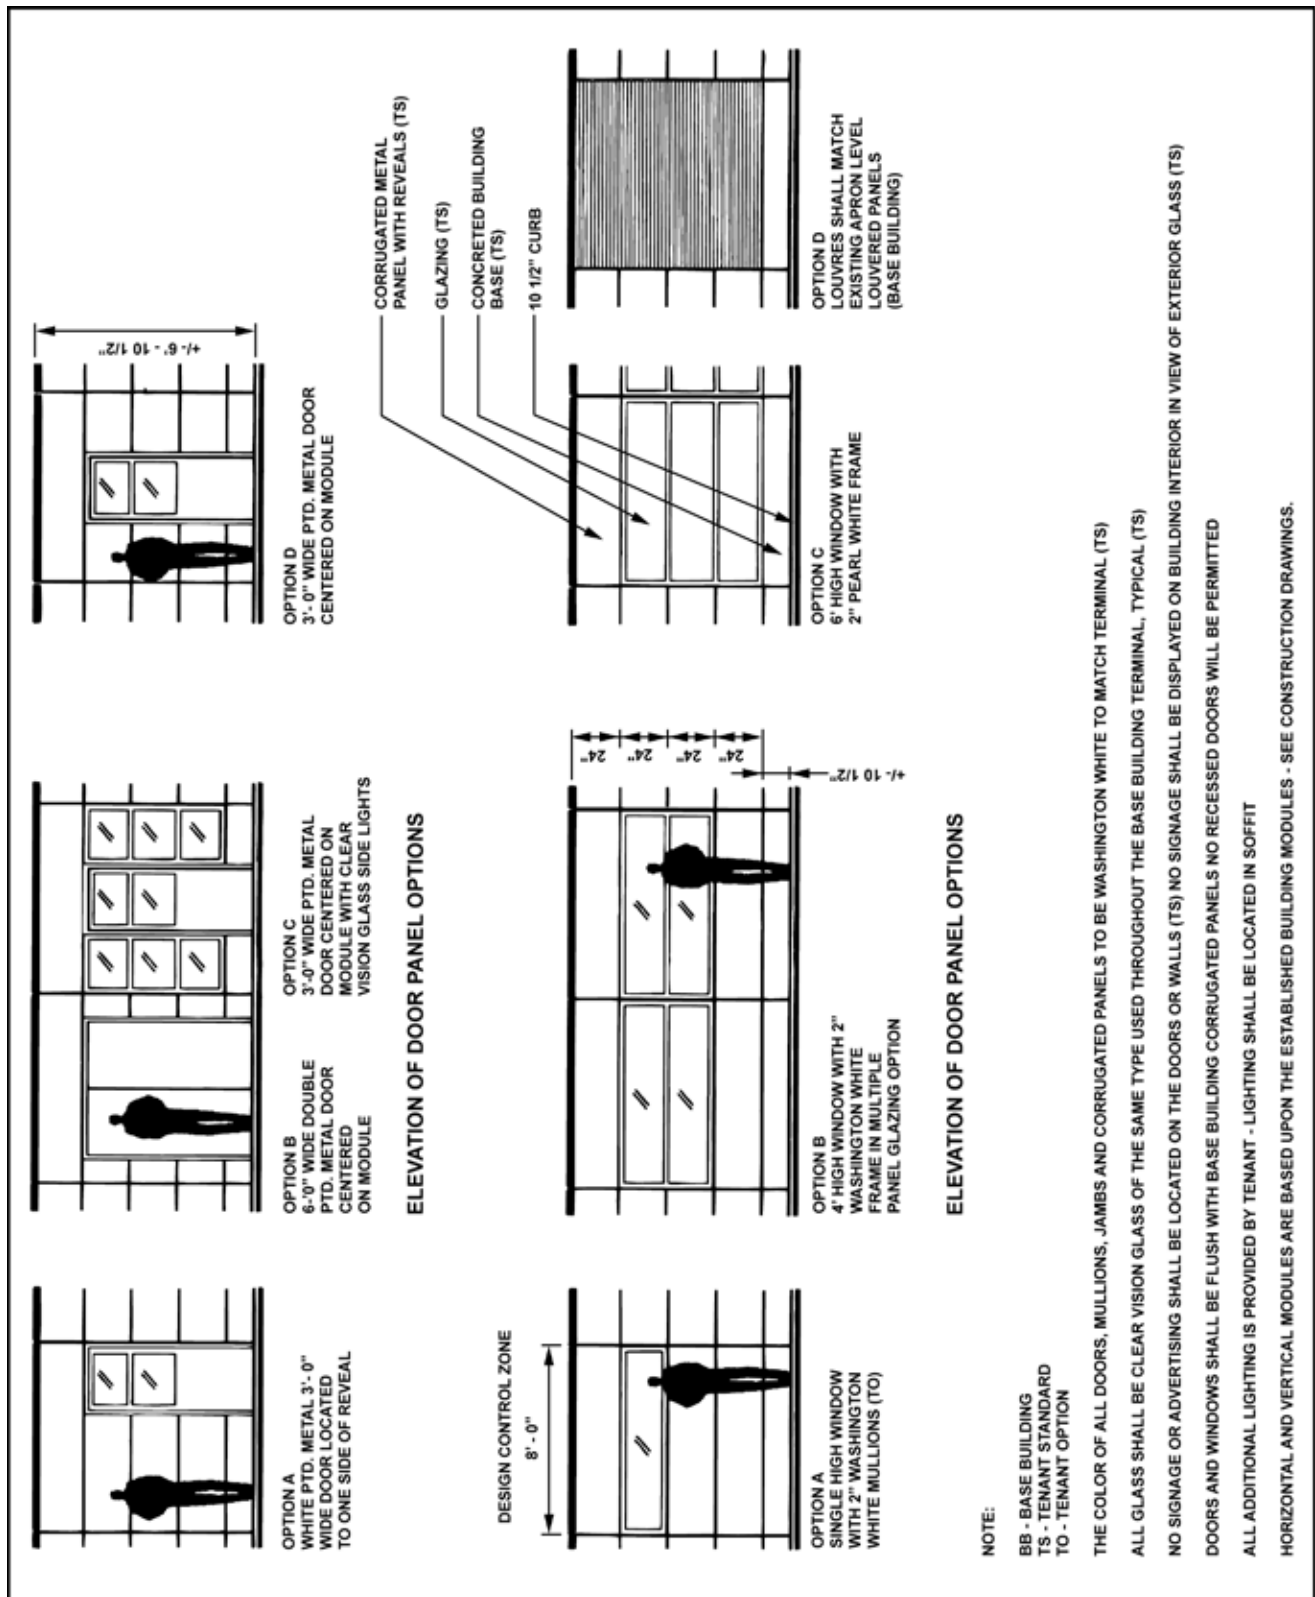 OPTION A
WHITE PTD. METAL 3'- 0"
WIDE DOOR LOCATED
TO ONE SIDE OF REVEAL
OPTION B
6-'0" WIDE DOUBLE
PTD. METAL DOOR
CENTERED
ON MODULE
OPTION C
3'-0" WIDE PTD. METAL
DOOR CENTERED ON
MODULE WITH CLEAR
VISION GLASS SIDE LIGHTS
OPTION D
3'- 0" WIDE PTD. METAL DOOR
CENTERED ON MODULE
+/- 6' - 10 1/2"
ELEVATION OF DOOR PANEL OPTIONS
DESIGN CONTROL ZONE
8' - 0"
OPTION A
SINGLE HIGH WINDOW
WITH 2" WASHINGTON
WHITE MULLIONS (TO)
OPTION B
4' HIGH WINDOW WITH 2"
WASHINGTON WHITE
FRAME IN MULTIPLE
PANEL GLAZING OPTION
24"
24"
24"
24"
+/- 10 1/2"
OPTION C
6' HIGH WINDOW WITH
2" PEARL WHITE FRAME
CORRUGATED METAL
PANEL WITH REVEALS (TS)
GLAZING (TS)
CONCRETED BUILDING
BASE (TS)
10 1/2" CURB
OPTION D
LOUVRES SHALL MATCH
EXISTING APRON LEVEL
LOUVERED PANELS
(BASE BUILDING)
ELEVATION OF DOOR PANEL OPTIONS
NOTE:
BB - BASE BUILDING
TS - TENANT STANDARD
TO - TENANT OPTION
THE COLOR OF ALL DOORS, MULLIONS, JAMBS AND CORRUGATED PANELS TO BE WASHINGTON WHITE TO MATCH TERMINAL (TS)
ALL GLASS SHALL BE CLEAR VISION GLASS OF THE SAME TYPE USED THROUGHOUT THE BASE BUILDING TERMINAL, TYPICAL (TS)
NO SIGNAGE OR ADVERTISING SHALL BE LOCATED ON THE DOORS OR WALLS (TS) NO SIGNAGE SHALL BE DISPLAYED ON BUILDING INTERIOR IN VIEW OF EXTERIOR GLASS (TS)
DOORS AND WINDOWS SHALL BE FLUSH WITH BASE BUILDING CORRUGATED PANELS NO RECESSED DOORS WILL BE PERMITTED
ALL ADDITIONAL LIGHTING IS PROVIDED BY TENANT - LIGHTING SHALL BE LOCATED IN SOFFIT
HORIZONTAL AND VERTICAL MODULES ARE BASED UPON THE ESTABLISHED BUILDING MODULES - SEE CONSTRUCTION DRAWINGS.